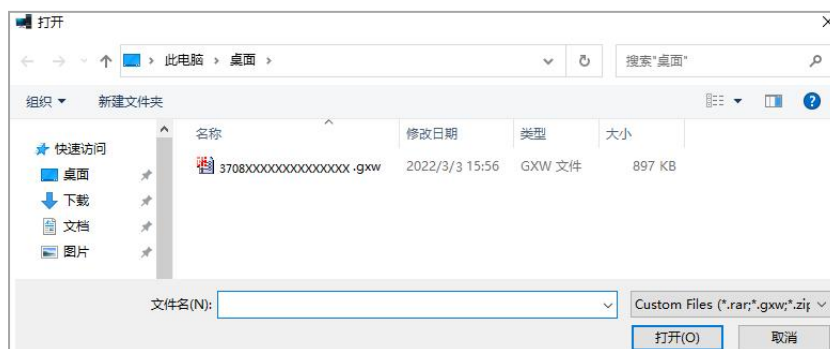 打开
此电脑 › 桌面 ›
搜索"桌面"
组织 新建文件夹
名称 修改日期 类型 大小
快速访问
3708XXXXXXXXXXXXXX .gxw 2022/3/3 15:56 GXW 文件 897 KB
桌面
下载
文档
图片
文件名(N): Custom Files (*.rar;*.gxw;*.zip
打开(O) 取消